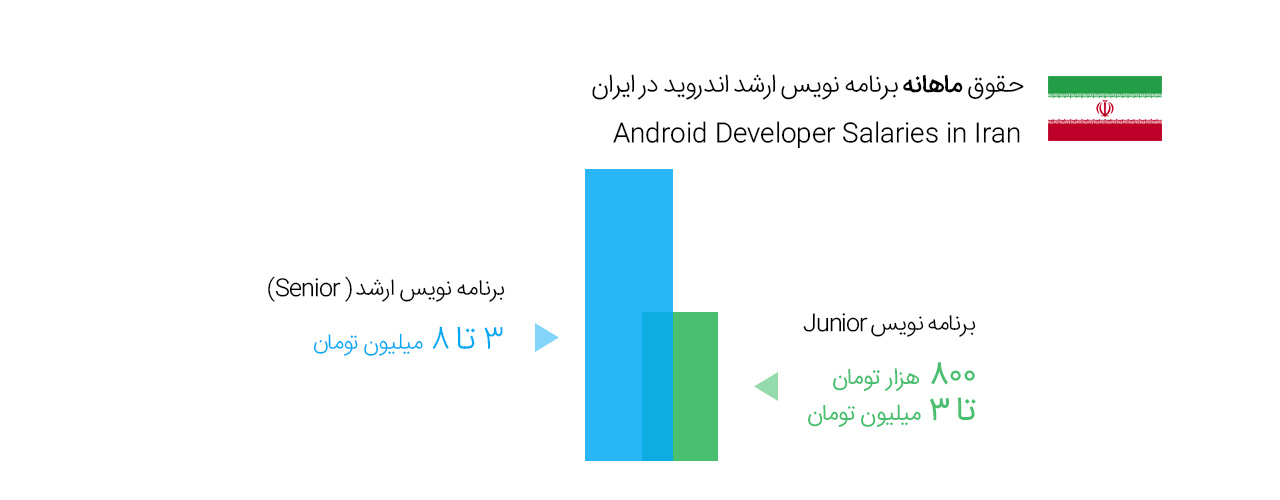 حقوق ماهانه برنامه نویس ارشد اندروید در ایران
Android Developer Salaries in Iran
برنامه نویس ارشد ( Senior)
۳ تا ۸ میلیون تومان
برنامه نویس Junior
۸۰۰ هزار تومان
تا ۳ میلیون تومان